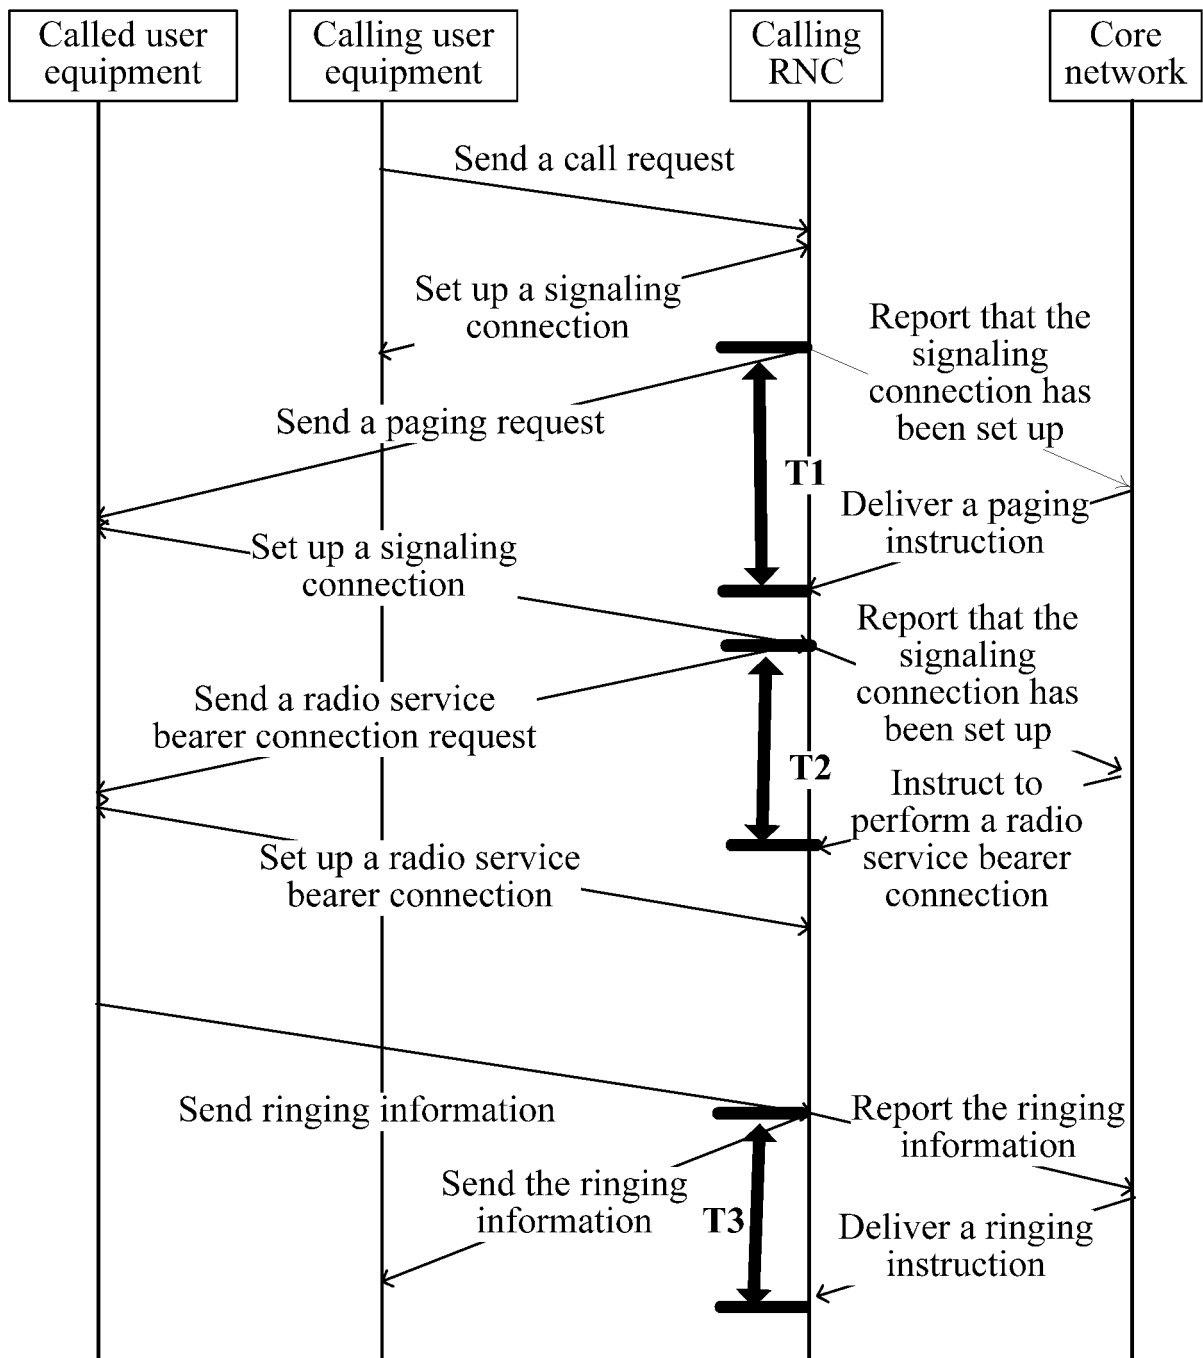 Called user
equipment
Calling user
equipment
Calling
RNC
Core
network
Send a call request
Set up a signaling
connection
Report that the
signaling
connection has
been set up
Send a paging request
T1
Deliver a paging
instruction
Set up a signaling
connection
Report that the
signaling
connection has
been set up
Send a radio service
bearer connection request
T2
Instruct to
perform a radio
service bearer
connection
Set up a radio service
bearer connection
Send ringing information
Report the ringing
information
Send the ringing
information
T3
Deliver a ringing
instruction